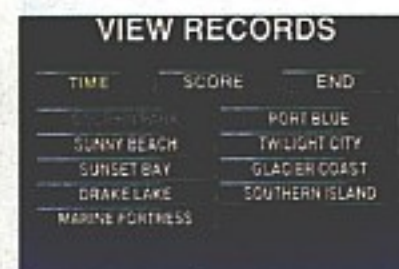 VIEW RECORDS
TIME SCORE END
PORT BLUE
SUNNY BEACH TWILIGHT CITY
SUNSET BAY GLACIER COAST
DRAKE LAKE SOUTHERN ISLAND
MARINE FORTRESS